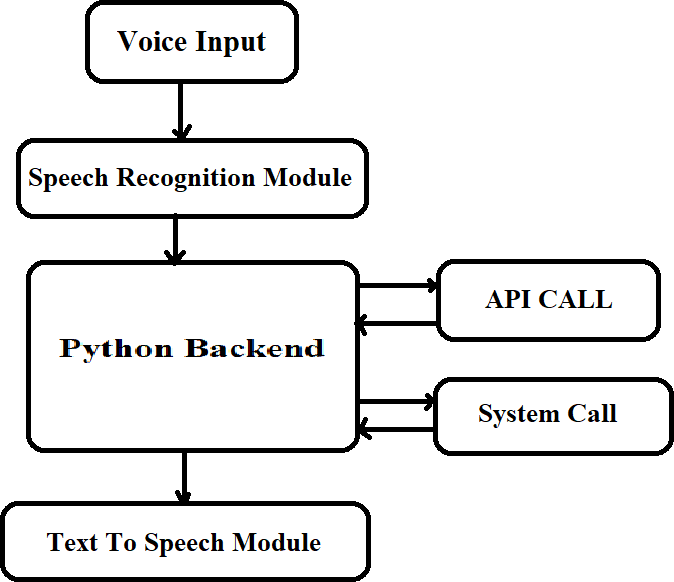 Voice Input
Speech Recognition Module
API CALL
Python Backend
System Call
Text To Speech Module